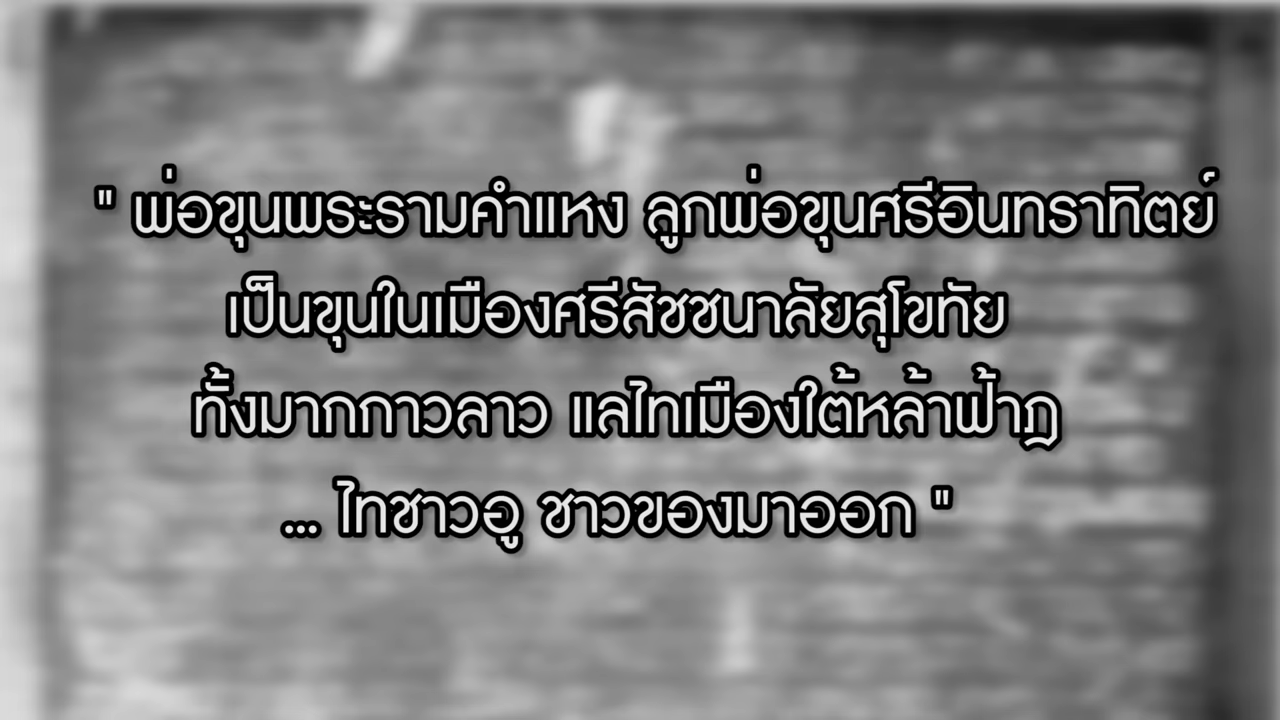 " พ่อขุนพระรามคำแหง ลูกพ่อขุนศรีอินทราทิตย์
เป็นขุนในเมืองศรีสัชชนาลัยสุโขทัย
ทั้งมากกาวลาว แลไทเมืองใต้หล้าฟ้าฎ
... ไทชาวอู ชาวของมาออก "